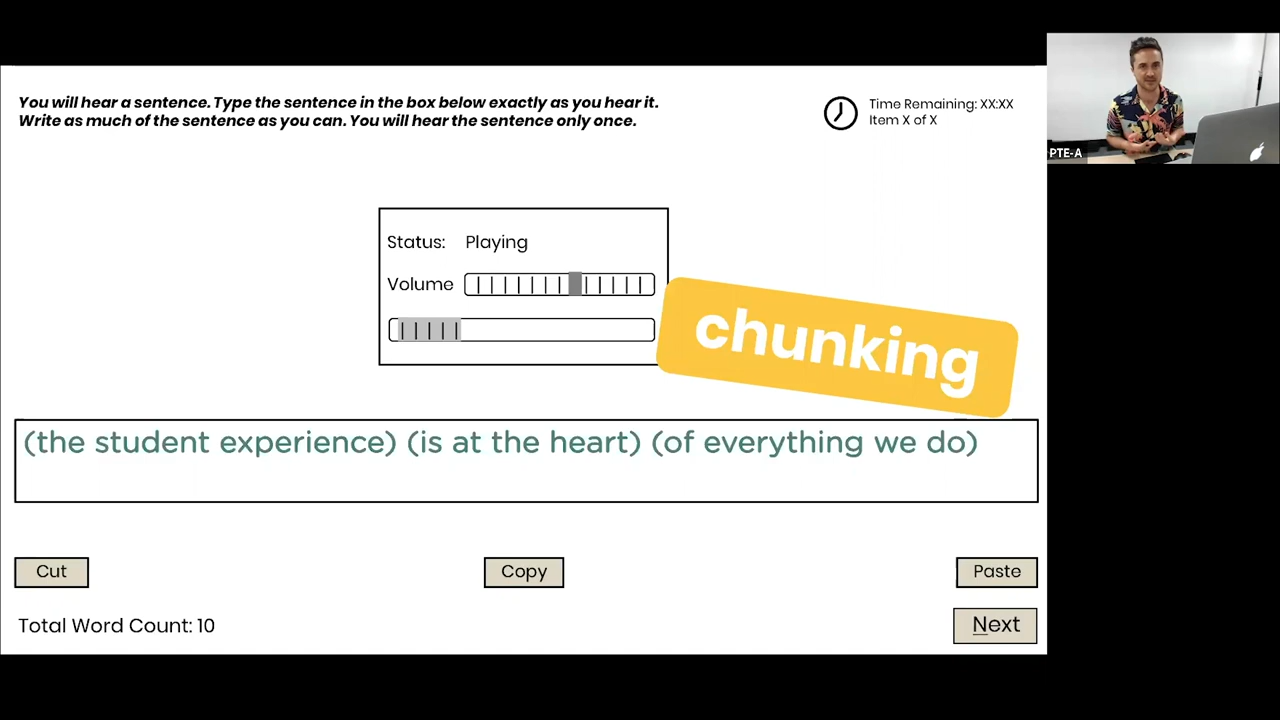 You will hear a sentence. Type the sentence in the box below exactly as you hear it.
Write as much of the sentence as you can. You will hear the sentence only once.
Time Remaining: XX:XX
Item X of X
PTE-A
Status: Playing
Volume
chunking
(the student experience) (is at the heart) (of everything we do)
Cut
Copy
Paste
Total Word Count: 10
Next